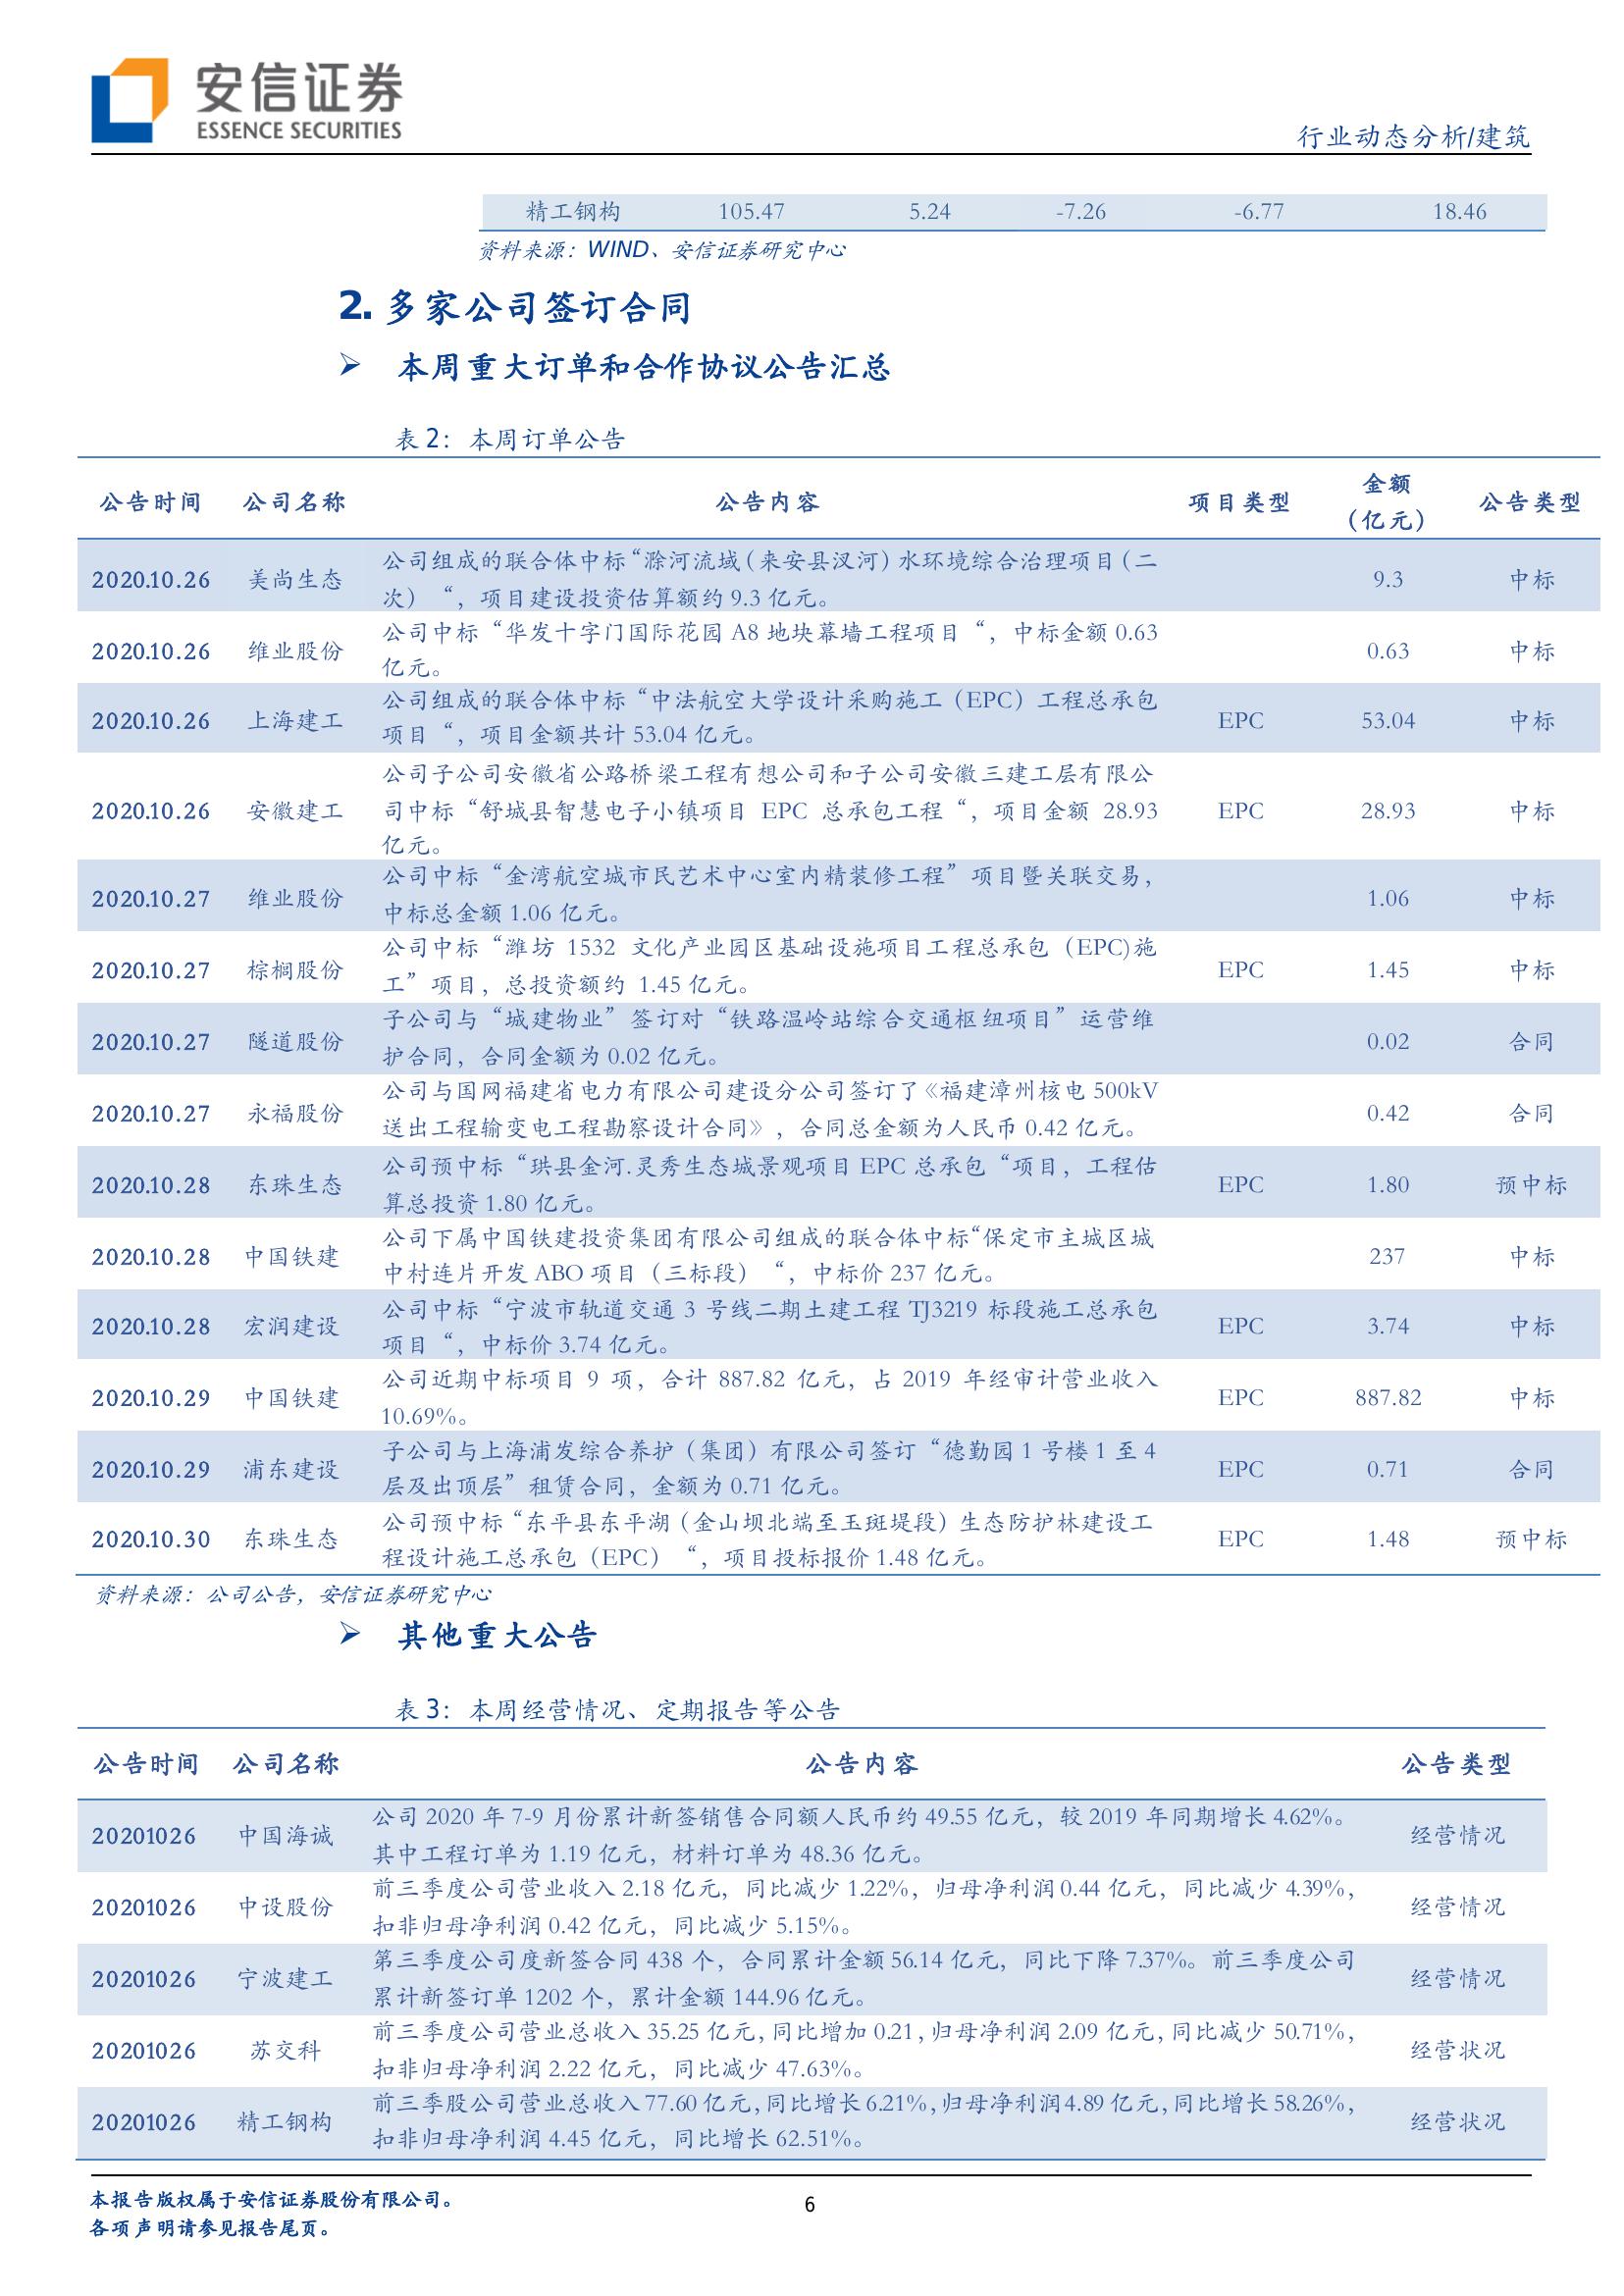 安信证券
ESSENCE SECURITIES
行业动态分析/建筑
精工钢构 105.47 5.24 -7.26 -6.77 18.46
资料来源：WIND、安信证券研究中心
2. 多家公司签订合同
➢ 本周重大订单和合作协议公告汇总
表 2：本周订单公告
公告时间 公司名称 公告内容 项目类型 金额（亿元） 公告类型
2020.10.26 美尚生态 公司组成的联合体中标“滁河流域（来安县汊河）水环境综合治理项目（二
次）“，项目建设投资估算额约 9.3 亿元。 9.3 中标
2020.10.26 维业股份 公司中标“华发十字门国际花园 A8 地块幕墙工程项目“，中标金额 0.63
亿元。 0.63 中标
2020.10.26 上海建工 公司组成的联合体中标“中法航空大学设计采购施工（EPC）工程总承包
项目“，项目金额共计 53.04 亿元。 EPC 53.04 中标
2020.10.26 安徽建工 公司子公司安徽省公路桥梁工程有想公司和子公司安徽三建工层有限公
司中标“舒城县智慧电子小镇项目 EPC 总承包工程“，项目金额 28.93
亿元。 EPC 28.93 中标
2020.10.27 维业股份 公司中标“金湾航空城市民艺术中心室内精装修工程”项目暨关联交易，
中标总金额 1.06 亿元。 1.06 中标
2020.10.27 棕榈股份 公司中标“潍坊 1532 文化产业园区基础设施项目工程总承包（EPC)施
工”项目，总投资额约 1.45 亿元。 EPC 1.45 中标
2020.10.27 隧道股份 子公司与“城建物业”签订对“铁路温岭站综合交通枢纽项目”运营维
护合同，合同金额为 0.02 亿元。 0.02 合同
2020.10.27 永福股份 公司与国网福建省电力有限公司建设分公司签订了《福建漳州核电 500kV
送出工程输变电工程勘察设计合同》，合同总金额为人民币 0.42 亿元。 0.42 合同
2020.10.28 东珠生态 公司预中标“珙县金河.灵秀生态城景观项目 EPC 总承包“项目，工程估
算总投资 1.80 亿元。 EPC 1.80 预中标
2020.10.28 中国铁建 公司下属中国铁建投资集团有限公司组成的联合体中标“保定市主城区城
中村连片开发 ABO 项目（三标段）“，中标价 237 亿元。 237 中标
2020.10.28 宏润建设 公司中标“宁波市轨道交通 3 号线二期土建工程 TJ3219 标段施工总承包
项目“，中标价 3.74 亿元。 EPC 3.74 中标
2020.10.29 中国铁建 公司近期中标项目 9 项，合计 887.82 亿元，占 2019 年经审计营业收入
10.69%。 EPC 887.82 中标
2020.10.29 浦东建设 子公司与上海浦发综合养护（集团）有限公司签订“德勤园 1 号楼 1 至 4
层及出顶层”租赁合同，金额为 0.71 亿元。 EPC 0.71 合同
2020.10.30 东珠生态 公司预中标“东平县东平湖（金山坝北端至玉斑堤段）生态防护林建设工
程设计施工总承包（EPC）“，项目投标报价 1.48 亿元。 EPC 1.48 预中标
资料来源：公司公告，安信证券研究中心
➢ 其他重大公告
表 3：本周经营情况、定期报告等公告
公告时间 公司名称 公告内容 公告类型
20201026 中国海诚 公司 2020 年 7-9 月份累计新签销售合同额人民币约 49.55 亿元，较 2019 年同期增长 4.62%。
其中工程订单为 1.19 亿元，材料订单为 48.36 亿元。 经营情况
20201026 中设股份 前三季度公司营业收入 2.18 亿元，同比减少 1.22%，归母净利润 0.44 亿元，同比减少 4.39%，
扣非归母净利润 0.42 亿元，同比减少 5.15%。 经营情况
20201026 宁波建工 第三季度公司度新签合同 438 个，合同累计金额 56.14 亿元，同比下降 7.37%。前三季度公司
累计新签订单 1202 个，累计金额 144.96 亿元。 经营情况
20201026 苏交科 前三季度公司营业总收入 35.25 亿元，同比增加 0.21，归母净利润 2.09 亿元，同比减少 50.71%，
扣非归母净利润 2.22 亿元，同比减少 47.63%。 经营状况
20201026 精工钢构 前三季股公司营业总收入 77.60 亿元，同比增长 6.21%，归母净利润 4.89 亿元，同比增长 58.26%，
扣非归母净利润 4.45 亿元，同比增长 62.51%。 经营状况
本报告版权属于安信证券股份有限公司。
各项声明请参见报告尾页。
6